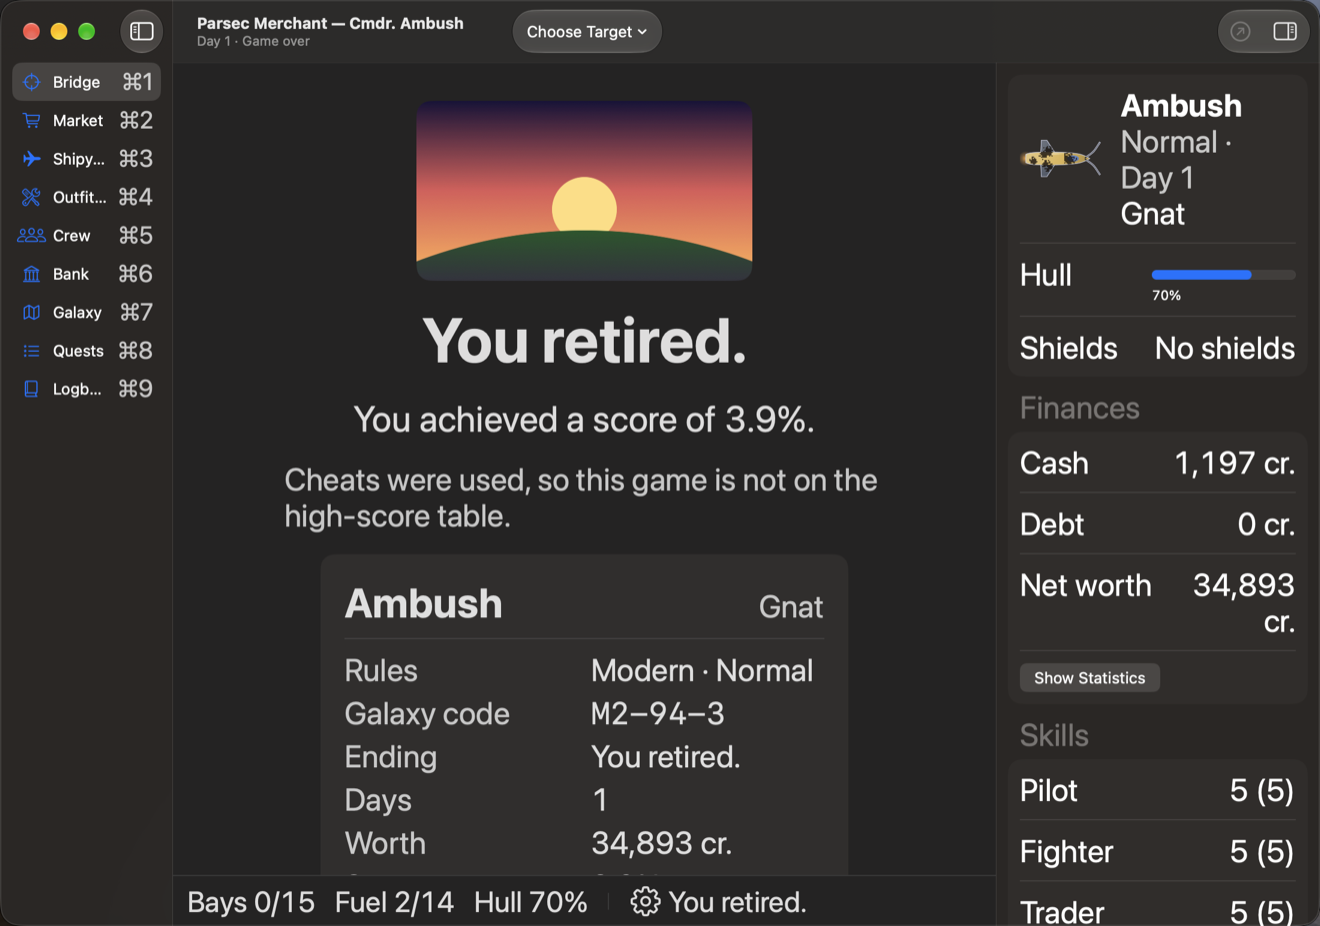 Parsec Merchant — Cmdr. Ambush
Day 1 · Game over
Choose Target
Bridge ⌘1
Market ⌘2
Shipy... ⌘3
Outfit... ⌘4
Crew ⌘5
Bank ⌘6
Galaxy ⌘7
Quests ⌘8
Logb... ⌘9
You retired.
You achieved a score of 3.9%.
Cheats were used, so this game is not on the
high-score table.
Ambush Gnat
Rules Modern · Normal
Galaxy code M2–94–3
Ending You retired.
Days 1
Worth 34,893 cr.
Bays 0/15 Fuel 2/14 Hull 70% You retired.
Ambush
Normal ·
Day 1
Gnat
Hull
70%
Shields No shields
Finances
Cash 1,197 cr.
Debt 0 cr.
Net worth 34,893
cr.
Show Statistics
Skills
Pilot 5 (5)
Fighter 5 (5)
Trader 5 (5)